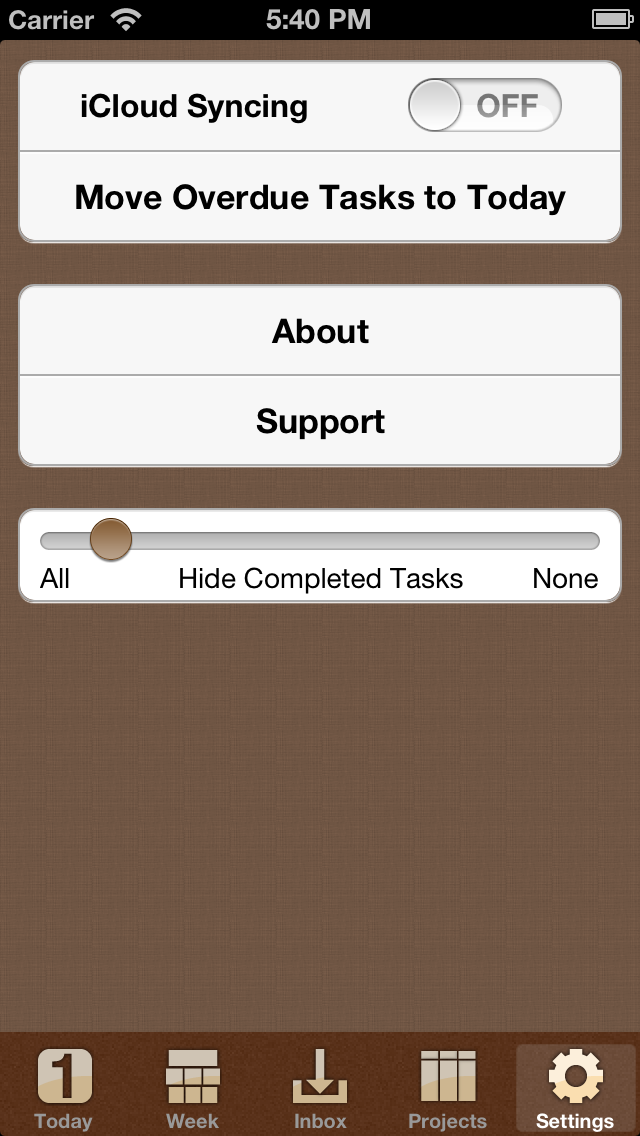 Carrier 5:40 PM
iCloud Syncing OFF
Move Overdue Tasks to Today
About
Support
All Hide Completed Tasks None
1
Today Week Inbox Projects Settings